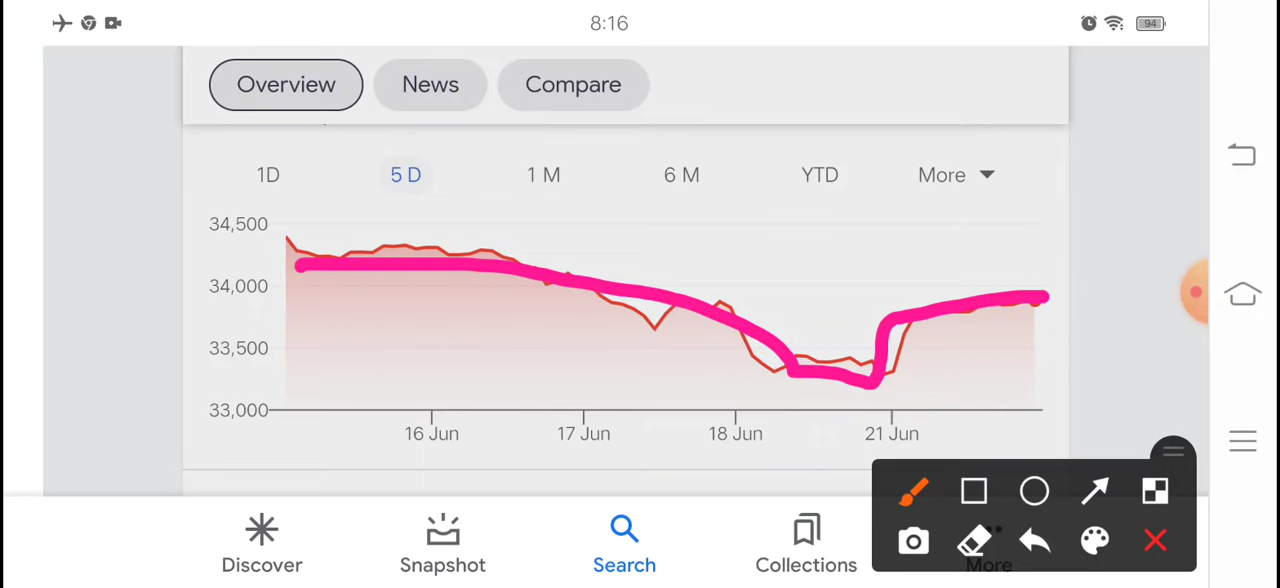 8:16
94
Overview News Compare
1D 5 D 1 M 6 M YTD More
34,500
34,000
33,500
33,000
16 Jun 17 Jun 18 Jun 21 Jun
Discover Snapshot Search Collections More